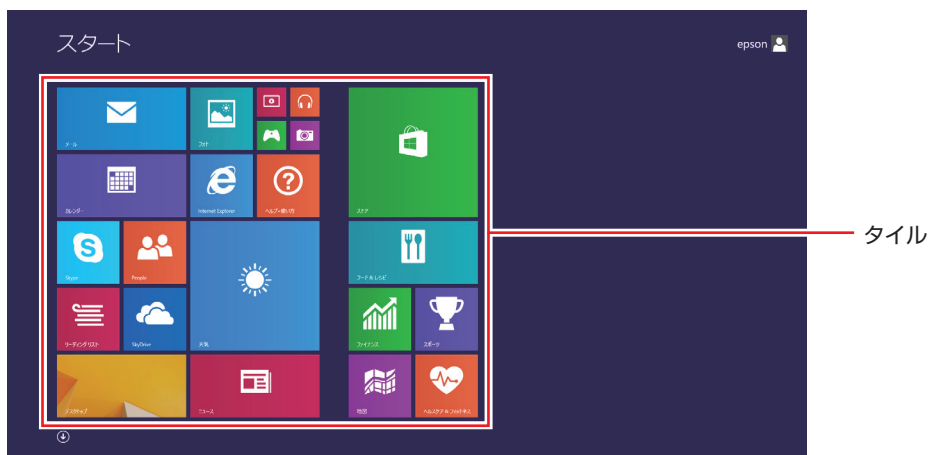 スタート
epson
メール
フォト
カレンダー
Internet Explorer
ヘルプ+使い方
ストア
Skype
People
フード & レシピ
リーディング リスト
SkyDrive
天気
ファイナンス
スポーツ
デスクトップ
ニュース
地図
ヘルスケア & フィットネス
タイル